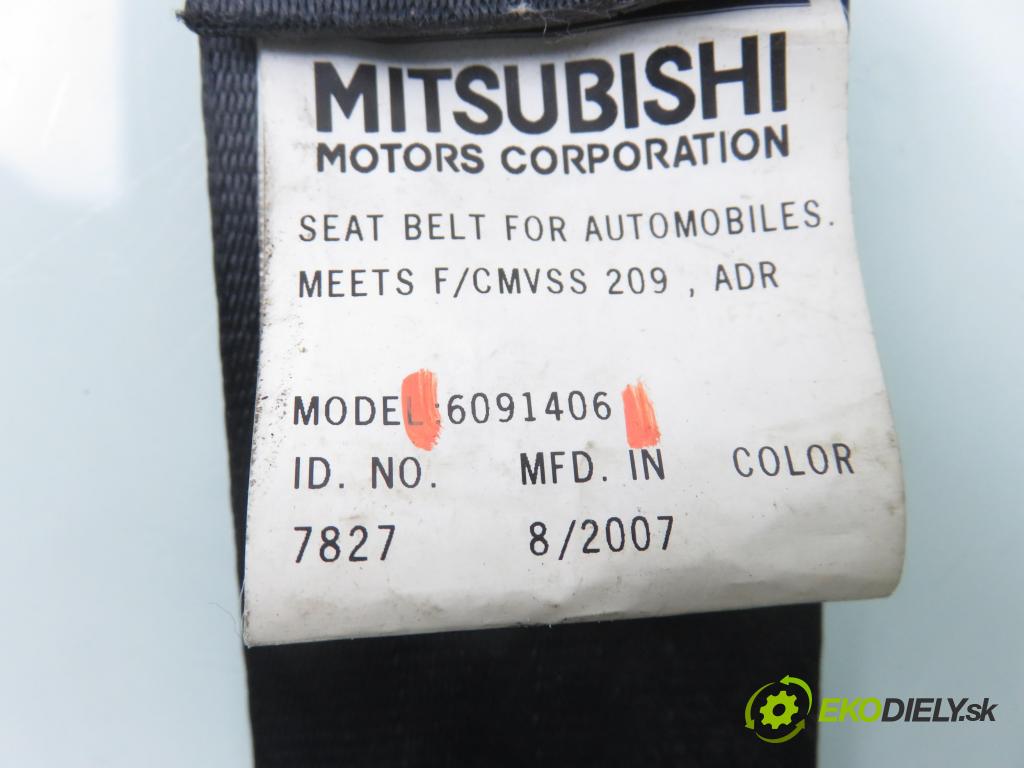 MITSUBISHI
MOTORS CORPORATION
SEAT BELT FOR AUTOMOBILES.
MEETS F/CMVSS 209 , ADR
MODEL:6091406
ID. NO. MFD. IN COLOR
7827 8/2007
EKODIELY.sk